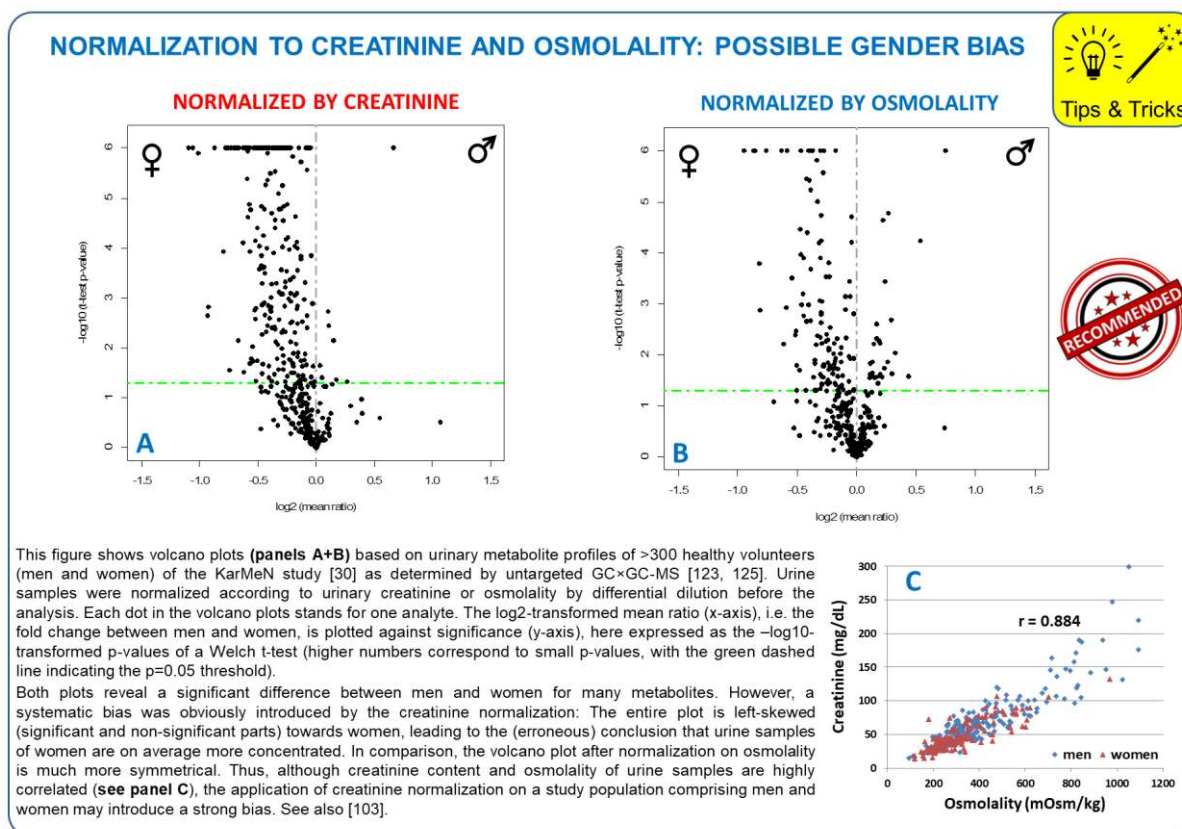 NORMALIZATION TO CREATININE AND OSMOLALITY: POSSIBLE GENDER BIAS
Tips & Tricks
NORMALIZED BY CREATININE
NORMALIZED BY OSMOLALITY
♀
♂
6
5
4
3
2
1
0
-log10 (t-test p-value)
A
-1.5
-1.0
-0.5
0.0
0.5
1.0
1.5
log2 (mean ratio)
♀
♂
6
5
4
3
2
1
0
-log10 (t-test p-value)
B
-1.5
-1.0
-0.5
0.0
0.5
1.0
1.5
log2 (mean ratio)
RECOMMENDED
This figure shows volcano plots (panels A+B) based on urinary metabolite profiles of >300 healthy volunteers
(men and women) of the KarMeN study [30] as determined by untargeted GC×GC-MS [123, 125]. Urine
samples were normalized according to urinary creatinine or osmolality by differential dilution before the
analysis. Each dot in the volcano plots stands for one analyte. The log2-transformed mean ratio (x-axis), i.e. the
fold change between men and women, is plotted against significance (y-axis), here expressed as the –log10-
transformed p-values of a Welch t-test (higher numbers correspond to small p-values, with the green dashed
line indicating the p=0.05 threshold).
Both plots reveal a significant difference between men and women for many metabolites. However, a
systematic bias was obviously introduced by the creatinine normalization: The entire plot is left-skewed
(significant and non-significant parts) towards women, leading to the (erroneous) conclusion that urine samples
of women are on average more concentrated. In comparison, the volcano plot after normalization on osmolality
is much more symmetrical. Thus, although creatinine content and osmolality of urine samples are highly
correlated (see panel C), the application of creatinine normalization on a study population comprising men and
women may introduce a strong bias. See also [103].
C
r = 0.884
Creatinine (mg/dL)
300
250
200
150
100
50
0
men
women
0
200
400
600
800
1000
1200
Osmolality (mOsm/kg)